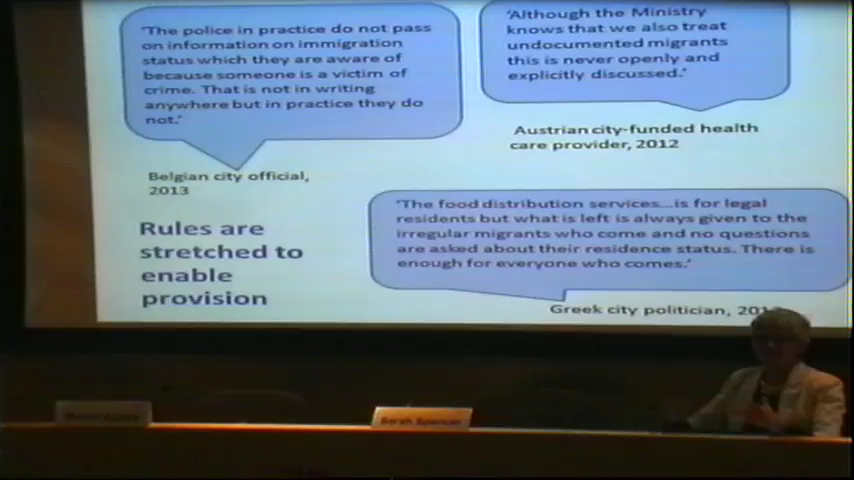 'The police in practice do not pass
on information on immigration
status which they are aware of
because someone is a victim of
crime. That is not in writing
anywhere but in practice they do
not.'
Belgian city official,
2013
'Although the Ministry
knows that we also treat
undocumented migrants
this is never openly and
explicitly discussed.'
Austrian city-funded health
care provider, 2012
Rules are
stretched to
enable
provision
'The food distribution services...is for legal
residents but what is left is always given to the
irregular migrants who come and no questions
are asked about their residence status. There is
enough for everyone who comes.'
Greek city politician,
Sarah Spencer